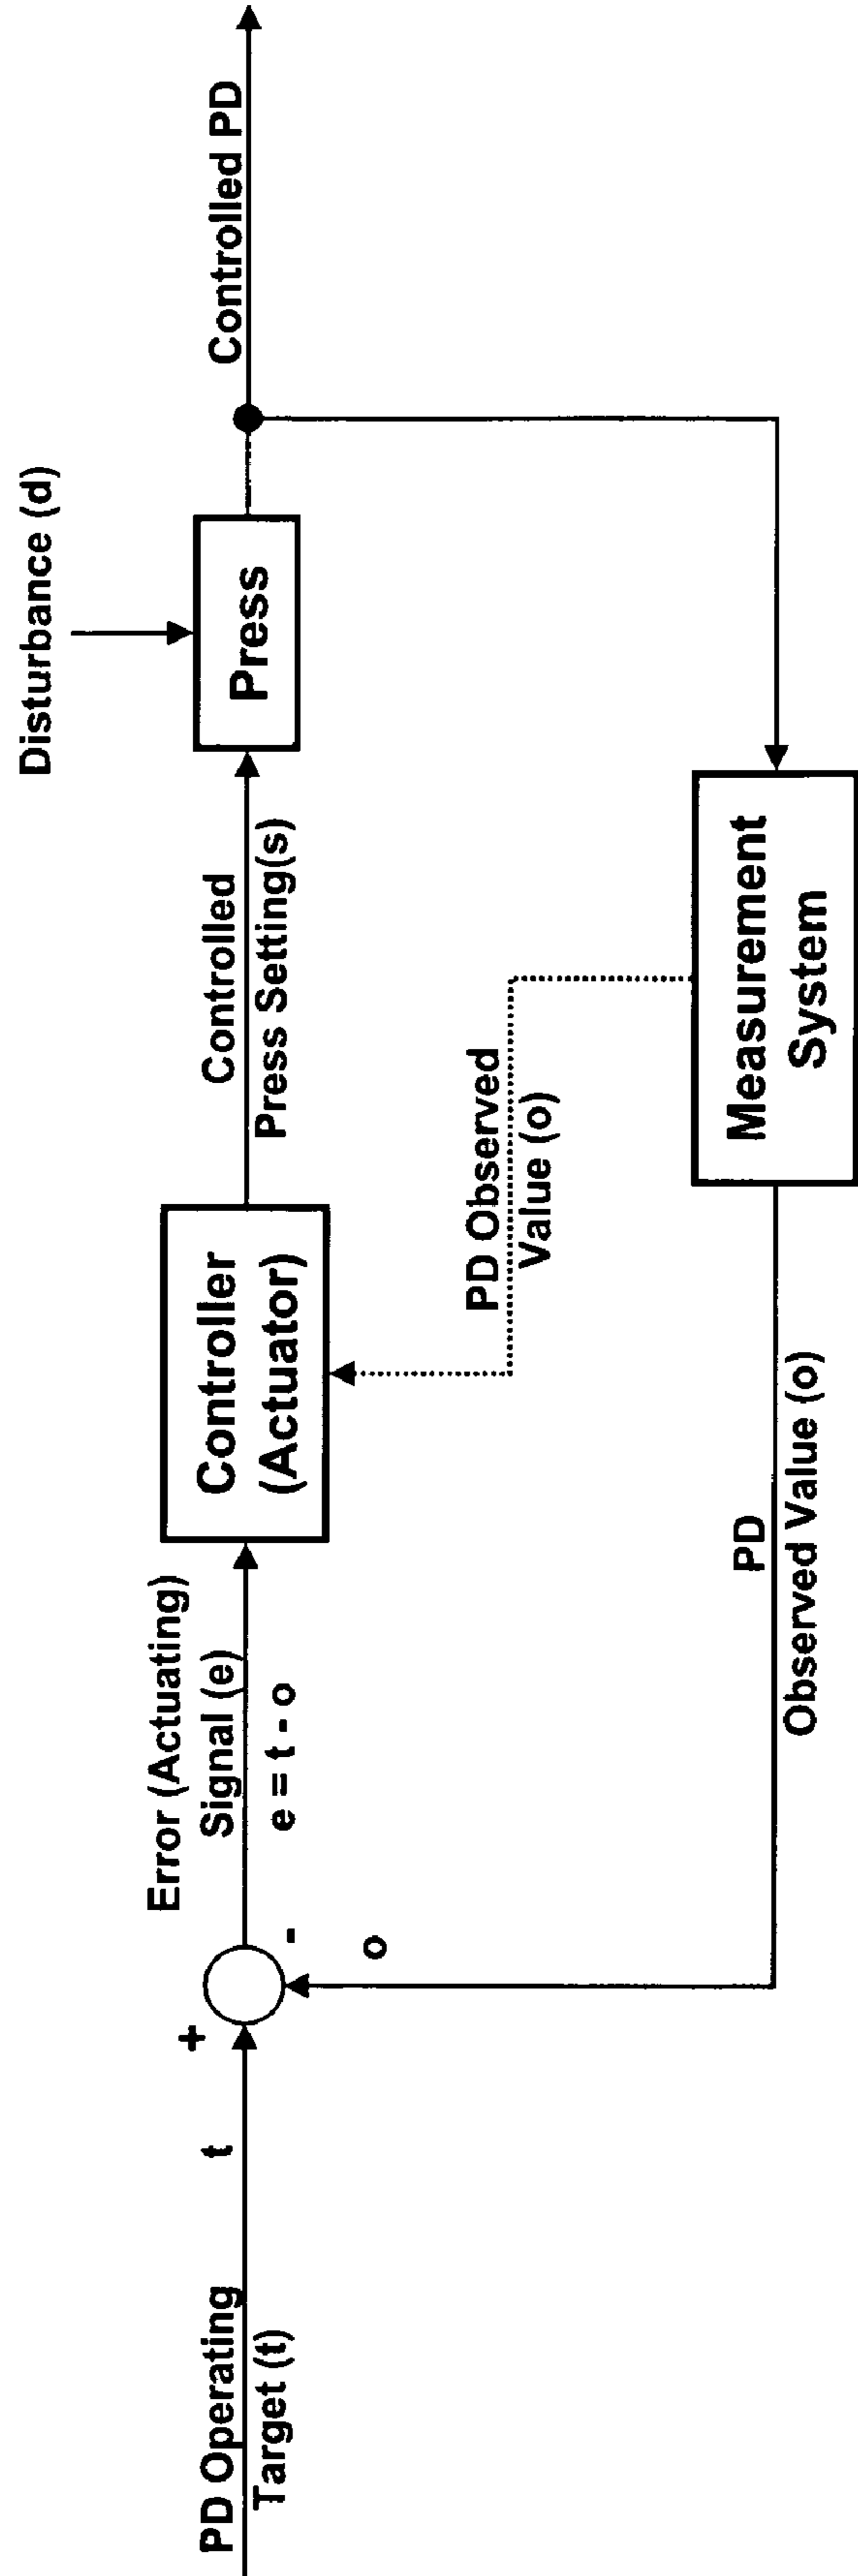 PD Operating
Target (t)
t
+
-
o
Error (Actuating)
Signal (e)
e = t - o
Controller
(Actuator)
Controlled
Press Setting(s)
Disturbance (d)
Press
Controlled PD
PD Observed
Value (o)
Measurement
System
PD
Observed Value (o)